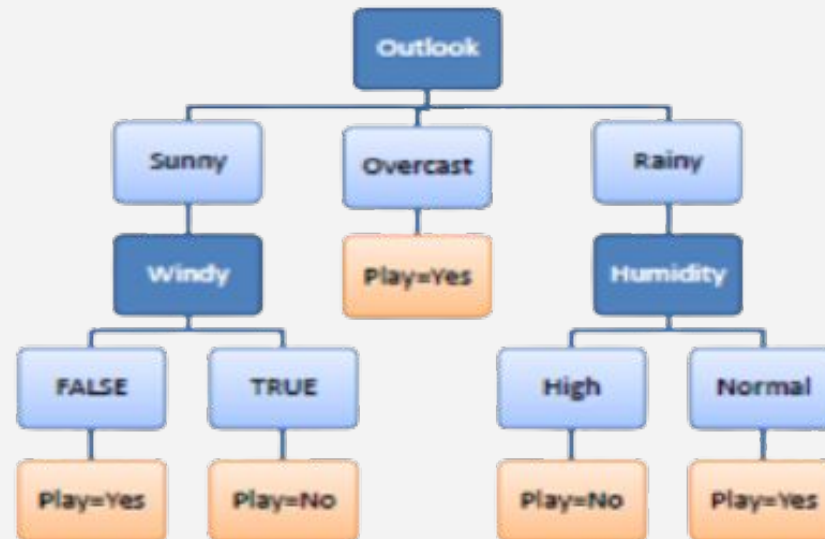 Outlook
Sunny
Overcast
Rainy
Windy
Play=Yes
Humidity
FALSE
TRUE
High
Normal
Play=Yes
Play=No
Play=No
Play=Yes